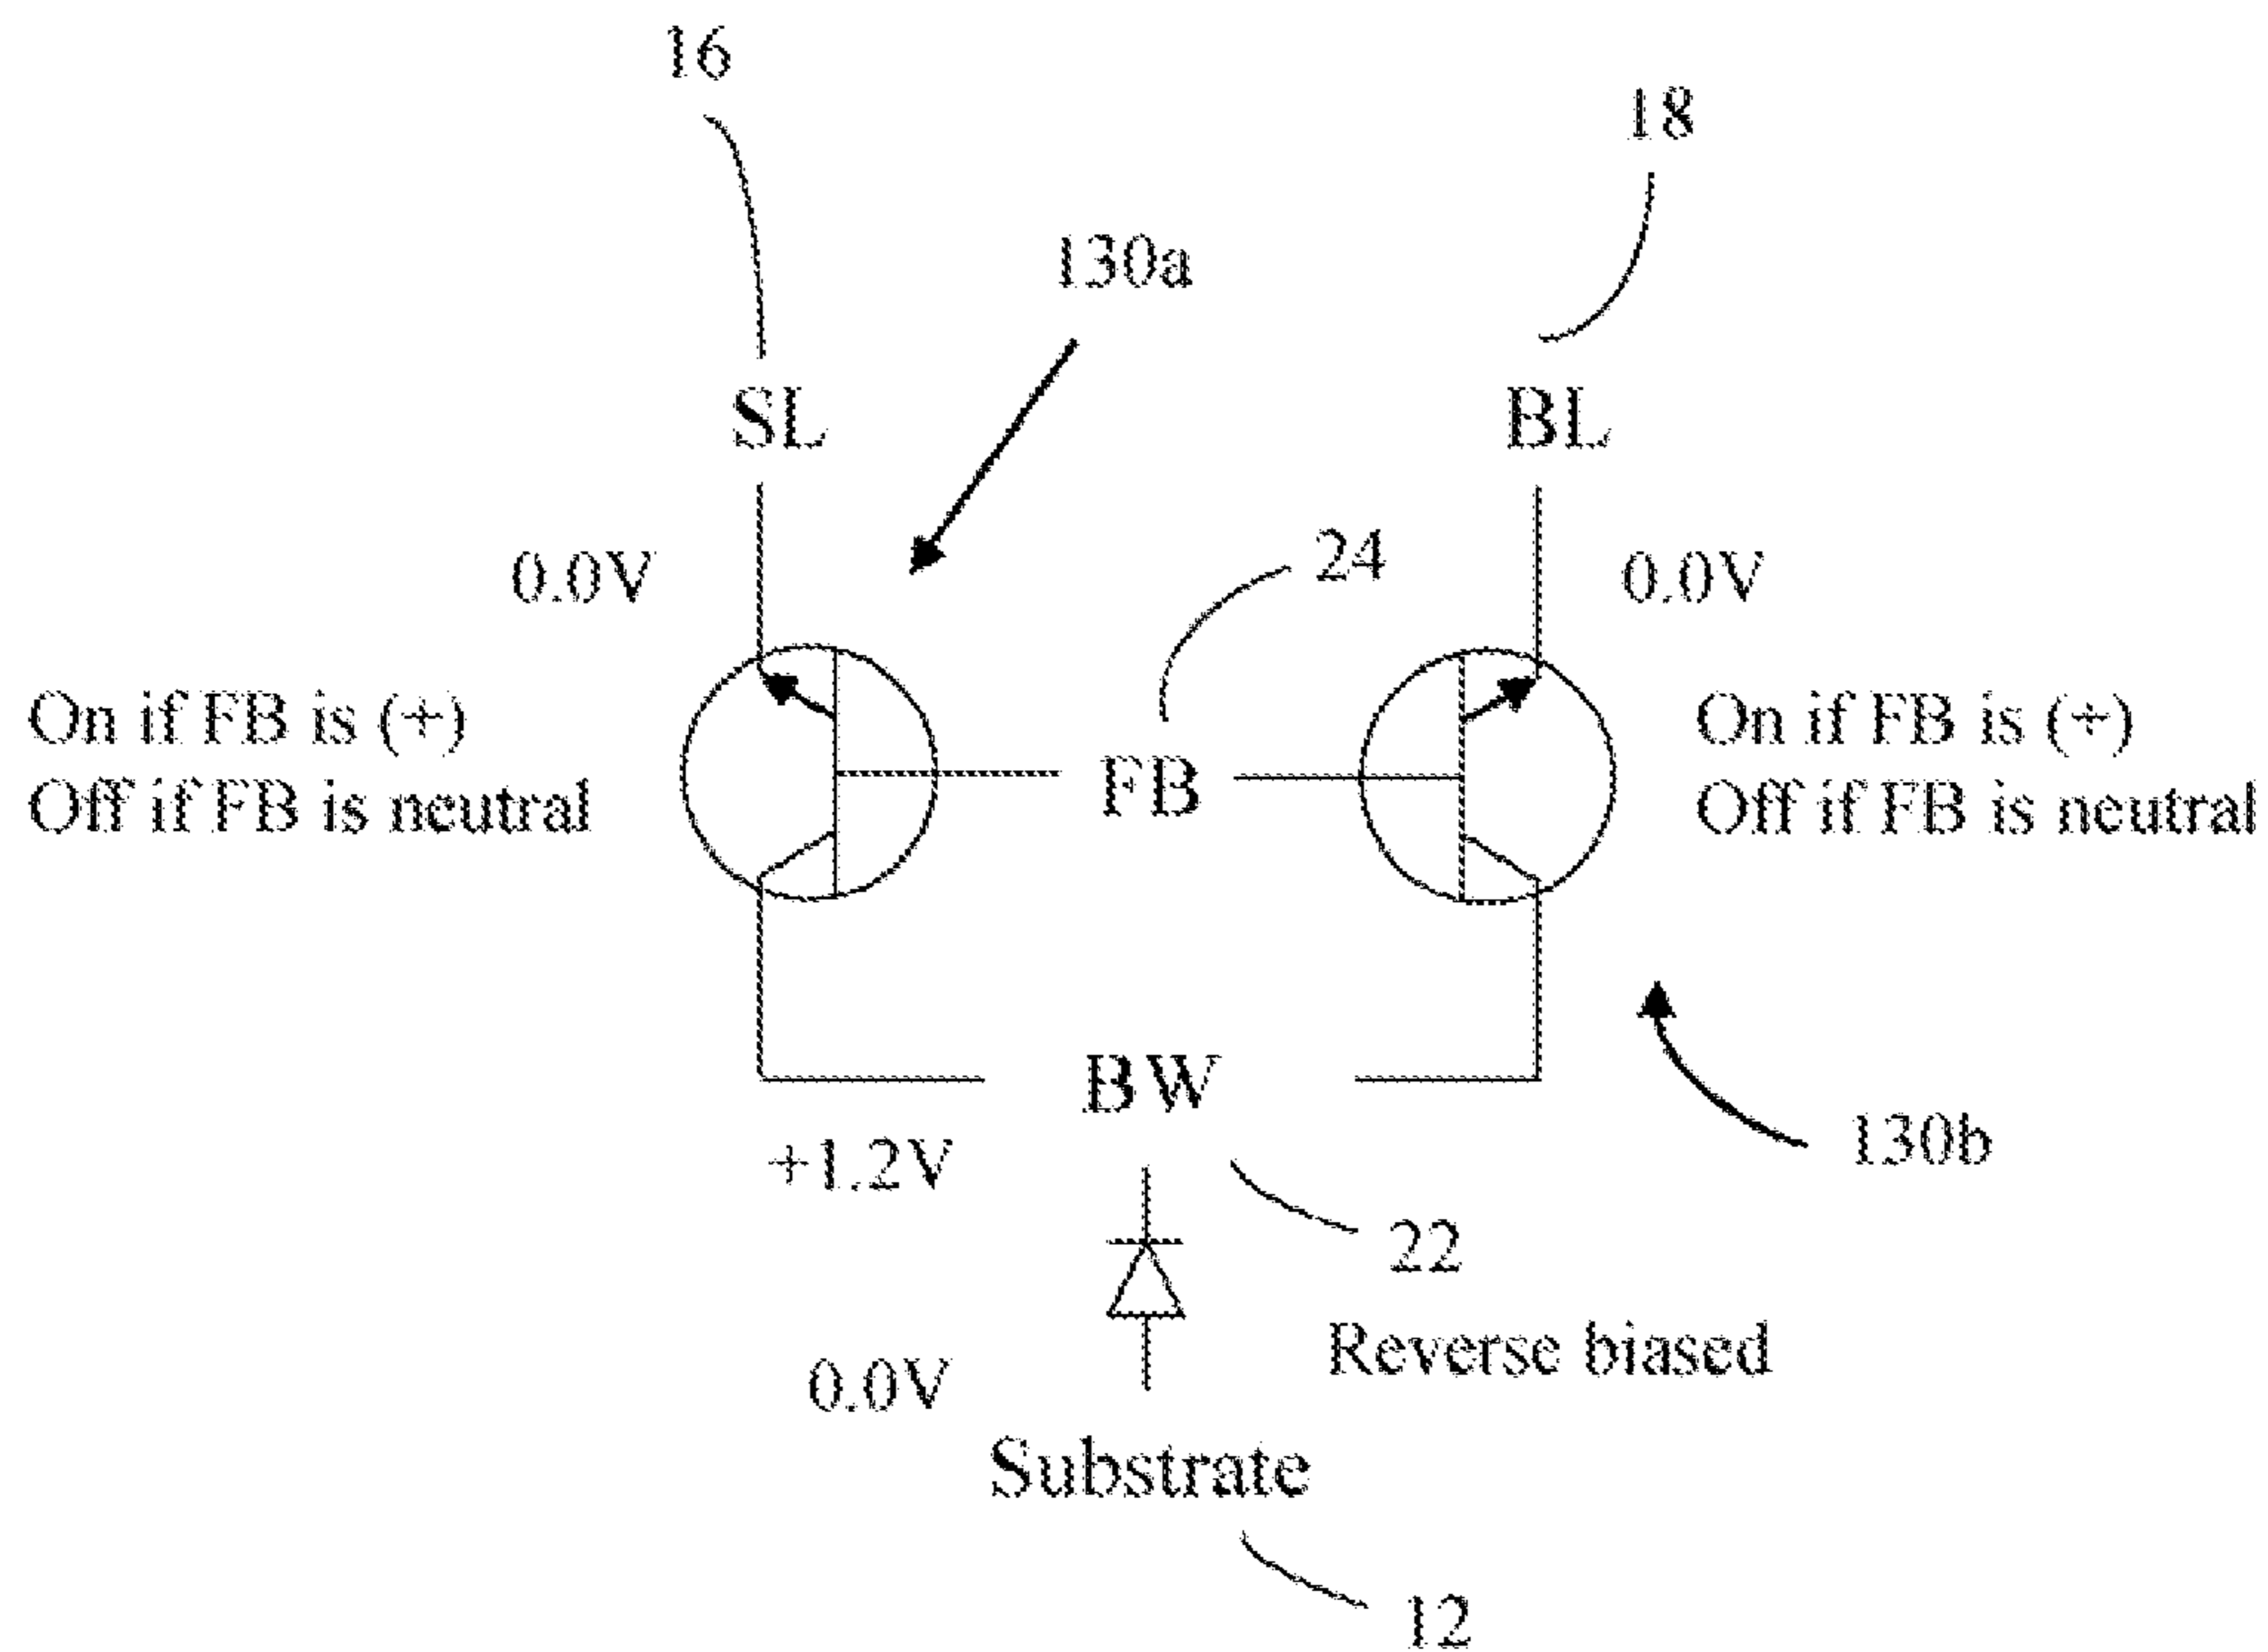 16
18
130a
SL
BL
0.0V
24
0.0V
On if FB is (+)
Off if FB is neutral
FB
On if FB is (+)
Off if FB is neutral
BW
+1.2V
130b
22
Reverse biased
0.0V
Substrate
12